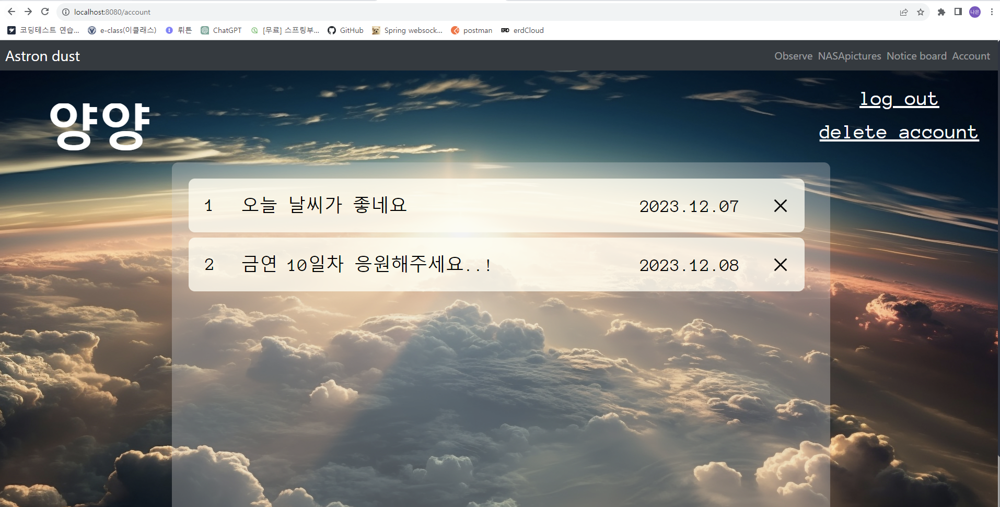 localhost:8080/account
나은
코딩테스트 연습... e-class(이클래스) 뤼튼 ChatGPT [무료] 스프링부... GitHub Spring websock... postman ERD erdCloud
Astron dust Observe NASApictures Notice board Account
log out
양양
delete account
1 오늘 날씨가 좋네요 2023.12.07
2 금연 10일차 응원해주세요..! 2023.12.08